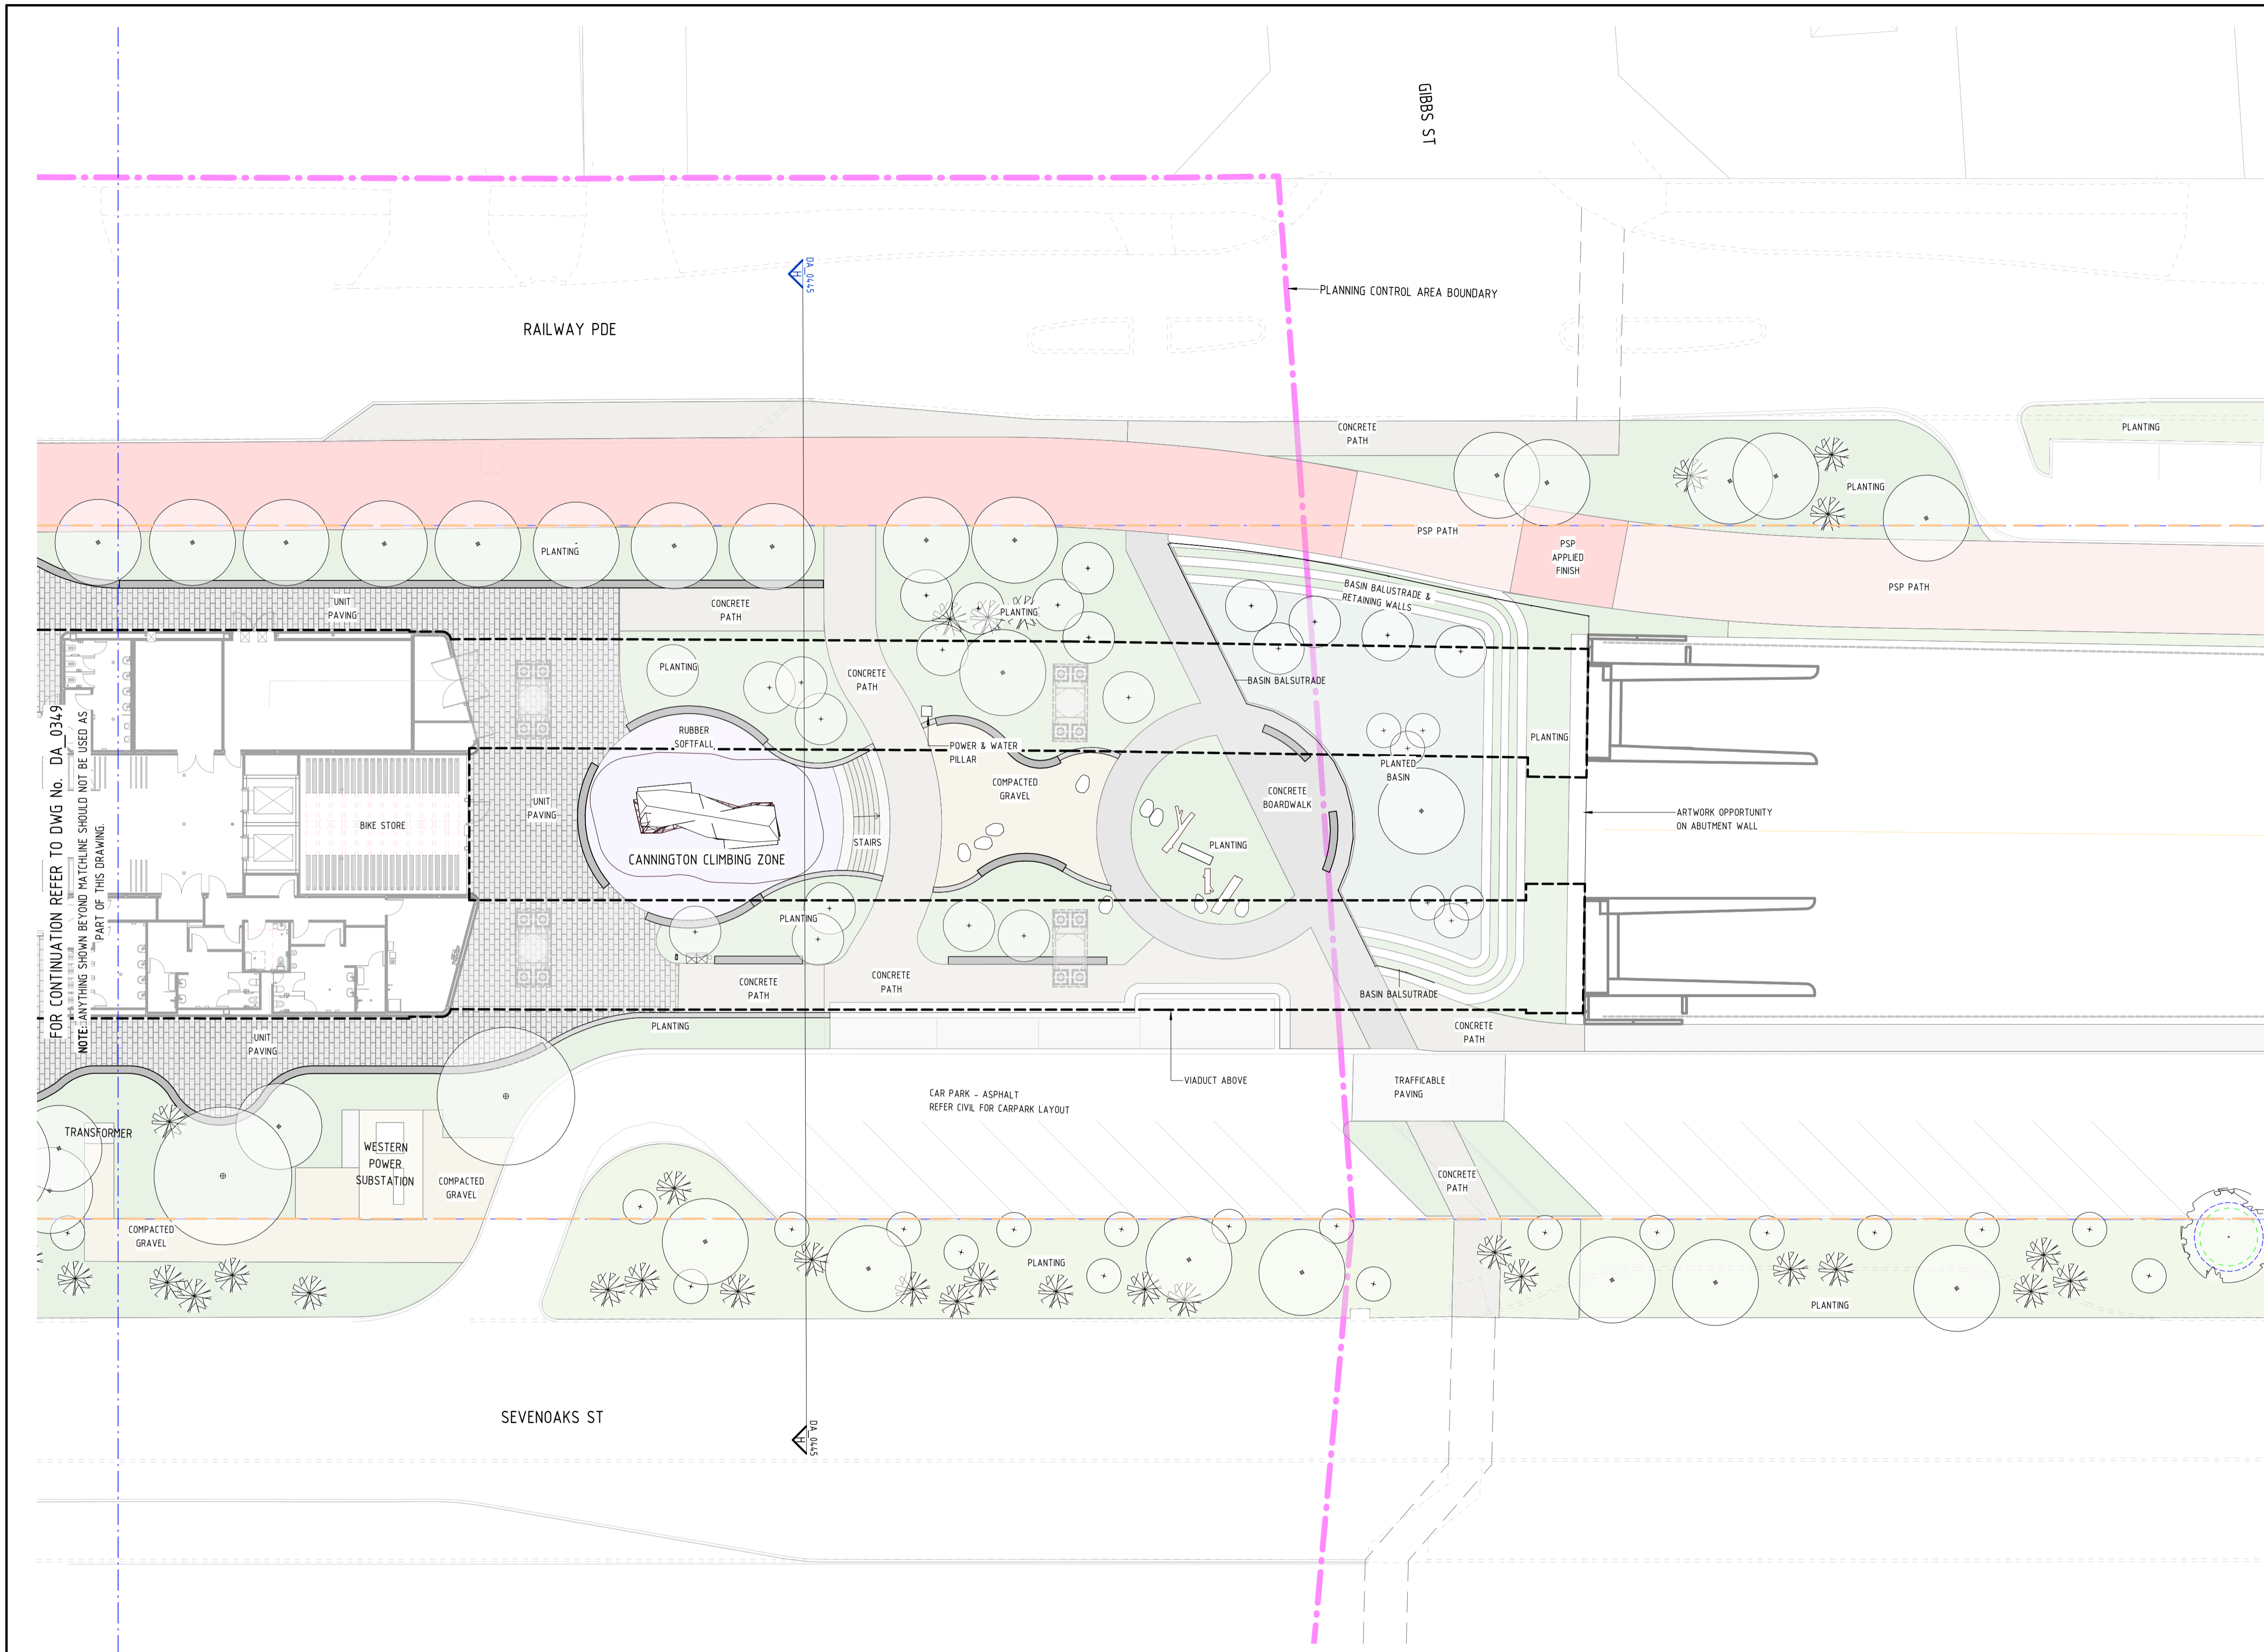 GIBBS ST
DA_0445
H
PLANNING CONTROL AREA BOUNDARY
RAILWAY PDE
CONCRETE
PATH
PLANTING
PLANTING
PSP PATH
PSP
APPLIED
FINISH
PSP PATH
PLANTING
UNIT
PAVING
CONCRETE
PATH
PLANTING
BASIN BALUSTRADE &
RETAINING WALLS
PLANTING
CONCRETE
PATH
BASIN BALSUTRADE
RUBBER
SOFTFALL
POWER & WATER
PILLAR
PLANTING
PLANTED
BASIN
COMPACTED
GRAVEL
CONCRETE
BOARDWALK
UNIT
PAVING
BIKE STORE
ARTWORK OPPORTUNITY
ON ABUTMENT WALL
STAIRS
PLANTING
CANNINGTON CLIMBING ZONE
PLANTING
FOR CONTINUATION REFER TO DWG No. DA_0349
NOTE: ANYTHING SHOWN BEYOND MATCHLINE SHOULD NOT BE USED AS
PART OF THIS DRAWING.
CONCRETE
PATH
CONCRETE
PATH
BASIN BALSUTRADE
PLANTING
CONCRETE
PATH
UNIT
PAVING
VIADUCT ABOVE
TRAFFICABLE
PAVING
CAR PARK - ASPHALT
REFER CIVIL FOR CARPARK LAYOUT
TRANSFORMER
WESTERN
POWER
SUBSTATION
COMPACTED
GRAVEL
CONCRETE
PATH
COMPACTED
GRAVEL
PLANTING
PLANTING
SEVENOAKS ST
DA_0445
H